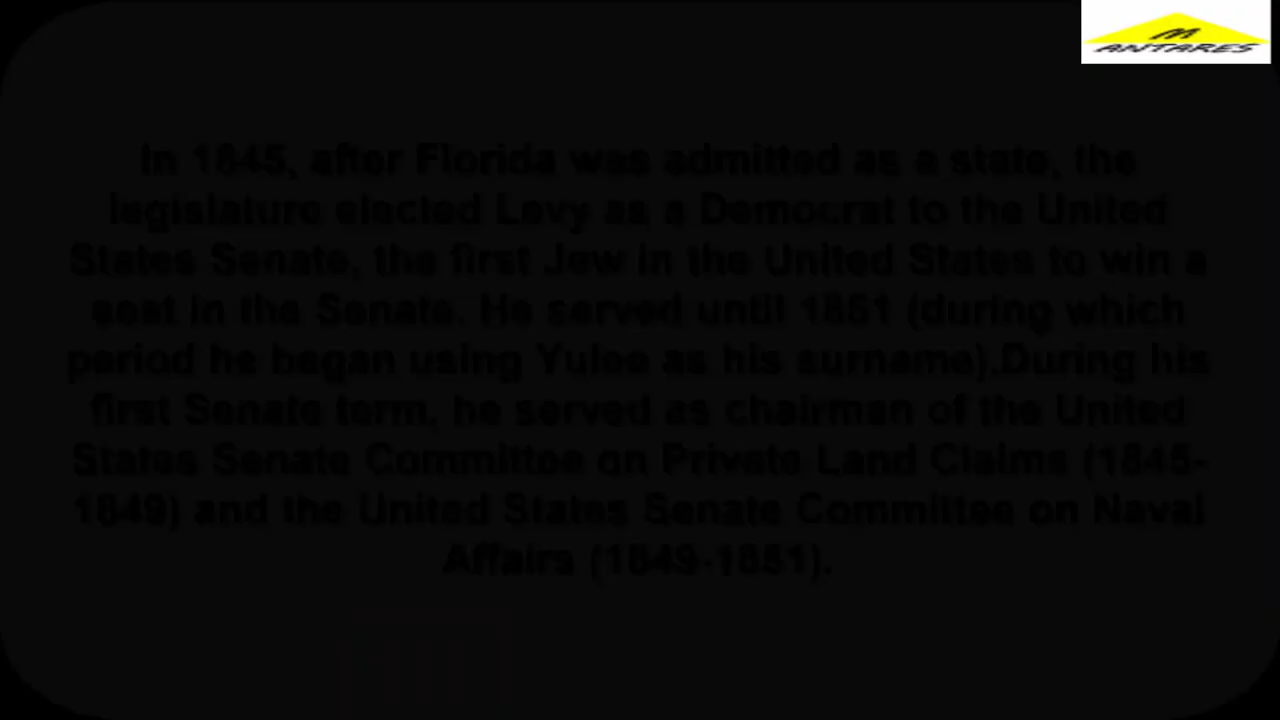 M
ANTARES
In 1845, after Florida was admitted as a state, the
legislature elected Levy as a Democrat to the United
States Senate, the first Jew in the United States to win a
seat in the Senate. He served until 1851 (during which
period he began using Yulee as his surname).During his
first Senate term, he served as chairman of the United
States Senate Committee on Private Land Claims (1845-
1849) and the United States Senate Committee on Naval
Affairs (1849-1851).